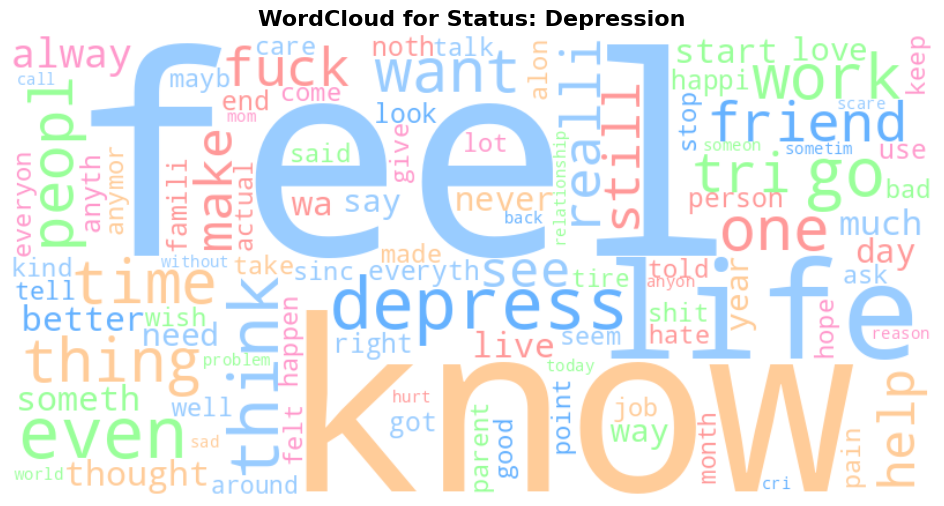 WordCloud for Status: Depression
alway
call
mayb
care
fuck
end
mom
come
noth
talk
want
look
alon
realli
start
love
happi
work
keep
scare
stop
friend
someon
sometim
use
feel
peopl
everyon
anyth
anymor
famili
make
actual
said
wa
say
give
lot
never
back
relationship
still
tri
go
bad
person
one
much
day
kind
tell
time
without
take
sinc
made
everyth
see
tire
told
anyon
year
ask
better
wish
need
think
happen
depress
right
live
seem
shit
hate
life
hope
reason
thing
problem
today
someth
well
even
sad
felt
know
hurt
got
parent
good
point
job
way
month
pain
help
world
thought
around
cri